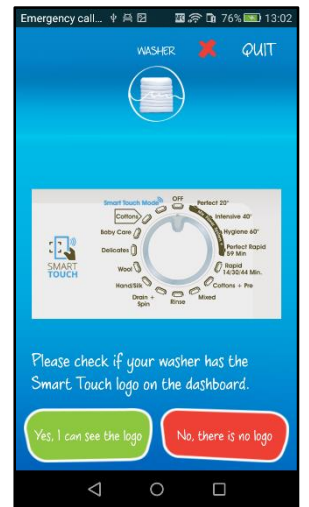 Emergency call... 76% 13:02
WASHER QUIT
Smart Touch Mode
OFF
Perfect 20°
Cottons
Intensive 40°
Baby Care
Hygiene 60°
Delicates
Perfect Rapid
59 Min
Wool
Rapid
14/30/44 Min.
Hand/Silk
Cottons + Pre
Drain +
Spin
Rinse
Mixed
SMART
TOUCH
Please check if your washer has the
Smart Touch logo on the dashboard.
Yes, I can see the logo
No, there is no logo